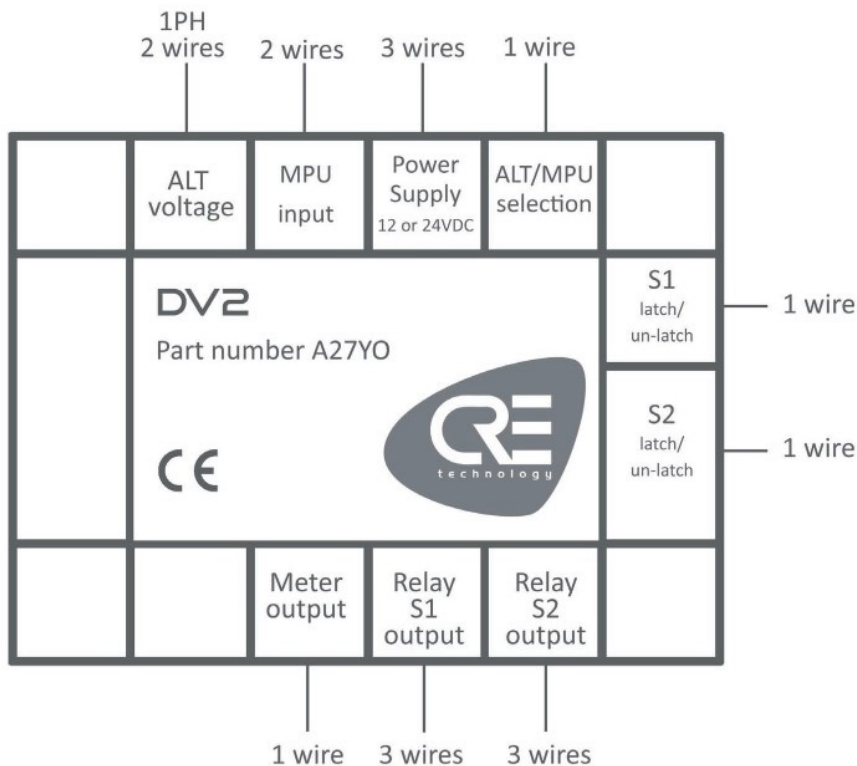 1PH
2 wires
2 wires
3 wires
1 wire
ALT
voltage
MPU
input
Power
Supply
12 or 24VDC
ALT/MPU
selection
DV2
Part number A27YO
CE
CRE
technology
S1
latch/
un-latch
1 wire
S2
latch/
un-latch
1 wire
Meter
output
Relay
S1
output
Relay
S2
output
1 wire
3 wires
3 wires